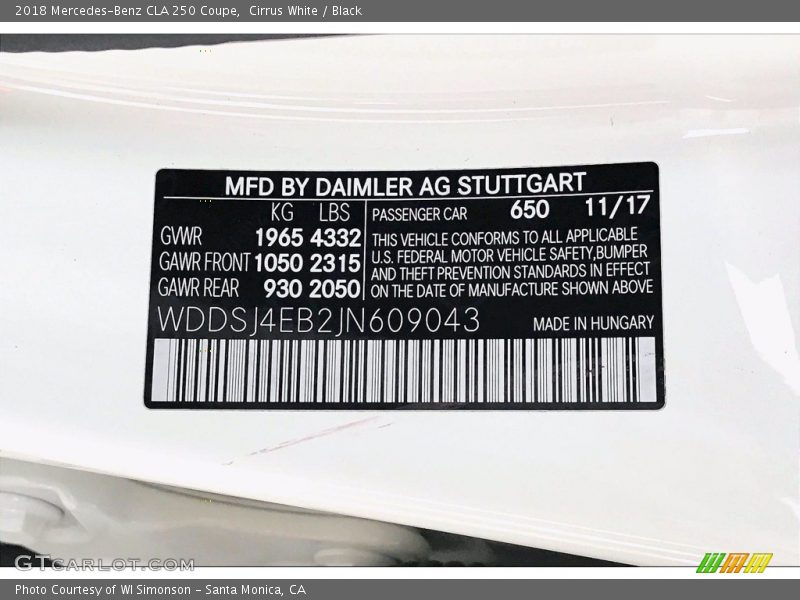 2018 Mercedes-Benz CLA 250 Coupe,  Cirrus White / Black
MFD BY DAIMLER AG STUTTGART
KG LBS PASSENGER CAR 650 11/17
GVWR 1965 4332 THIS VEHICLE CONFORMS TO ALL APPLICABLE
U.S. FEDERAL MOTOR VEHICLE SAFETY,BUMPER
GAWR FRONT 1050 2315 AND THEFT PREVENTION STANDARDS IN EFFECT
GAWR REAR 930 2050 ON THE DATE OF MANUFACTURE SHOWN ABOVE
WDDSJ4EB2JN609043 MADE IN HUNGARY
GTCARLOT.COM
Photo Courtesy of WI Simonson - Santa Monica, CA